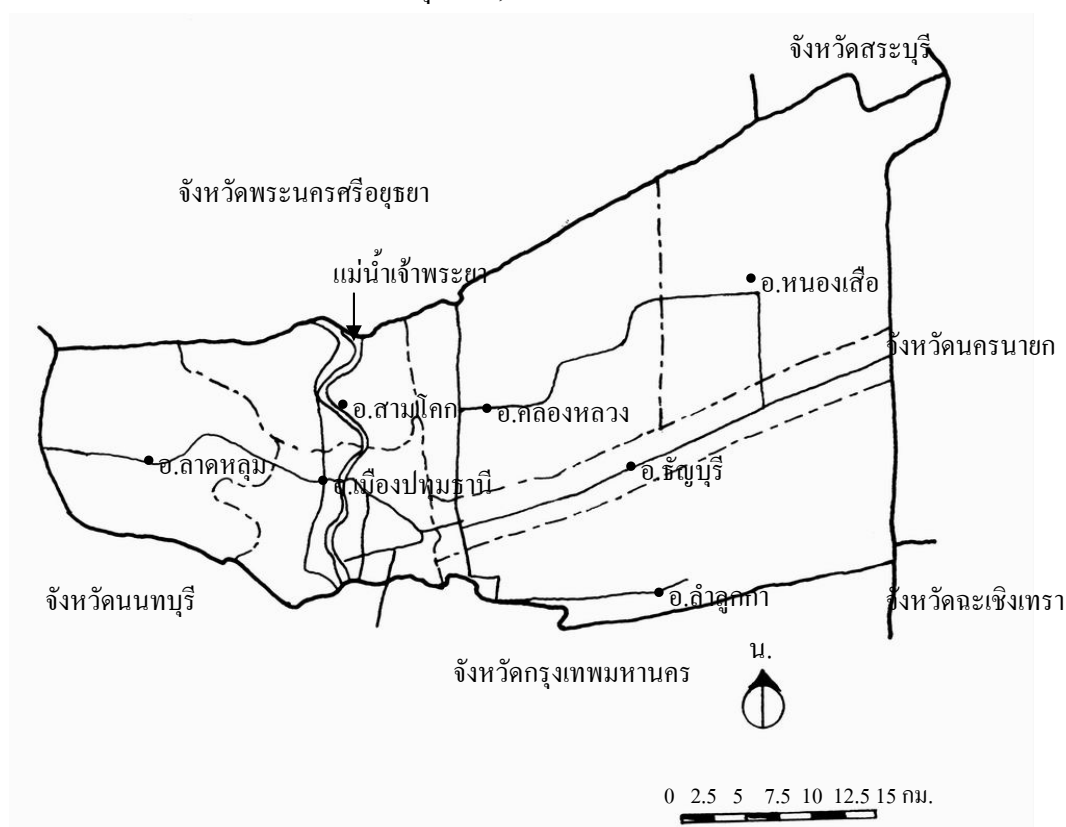 จังหวัดสระบุรี
จังหวัดพระนครศรีอยุธยา
แม่น้ำเจ้าพระยา
อ.หนองเสือ
จังหวัดนครนายก
อ.สามโคก
อ.คลองหลวง
อ.ลาดหลุม
อ.ธัญบุรี
อ.เมืองปทุมธานี
จังหวัดนนทบุรี
อ.ลำลูกกา
จังหวัดฉะเชิงเทรา
น.
จังหวัดกรุงเทพมหานคร
0 2.5 5 7.5 10 12.5 15 กม.